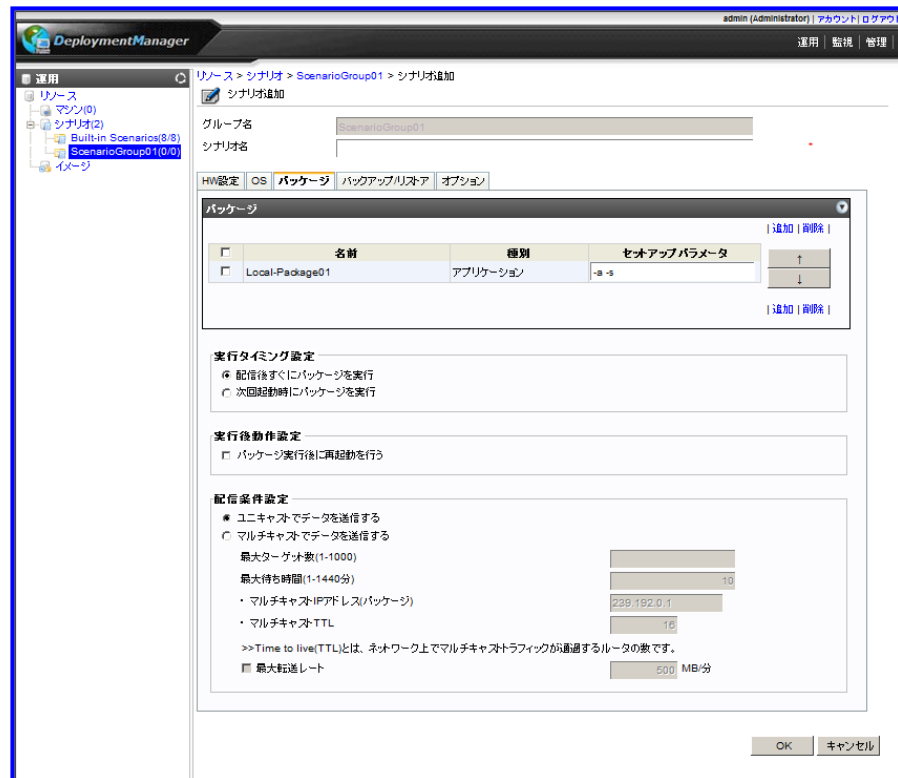 admin (Administrator) | アカウント | ログアウト
DeploymentManager
運用 | 監視 | 管理 |
運用
リソース > シナリオ > ScenarioGroup01 > シナリオ追加
リソース
マシン(0)
シナリオ(2)
Built-in Scenarios(8/8)
ScenarioGroup01(0/0)
イメージ
シナリオ追加
グループ名
ScenarioGroup01
シナリオ名
*
HW設定 OS パッケージ バックアップ/リストア オプション
パッケージ
| 追加 | 削除 |
名前 種別 セットアップパラメータ
Local-Package01 アプリケーション -a -s
↑
↓
| 追加 | 削除 |
実行タイミング設定
配信後すぐにパッケージを実行
次回起動時にパッケージを実行
実行後動作設定
パッケージ実行後に再起動を行う
配信条件設定
ユニキャストでデータを送信する
マルチキャストでデータを送信する
最大ターゲット数(1-1000)
最大待ち時間(1-1440分) 10
・マルチキャストIPアドレス(パッケージ) 239.192.0.1
・マルチキャストTTL 16
>>Time to live(TTL)とは、ネットワーク上でマルチキャストトラフィックが通過するルータの数です。
最大転送レート 500 MB/分
OK キャンセル